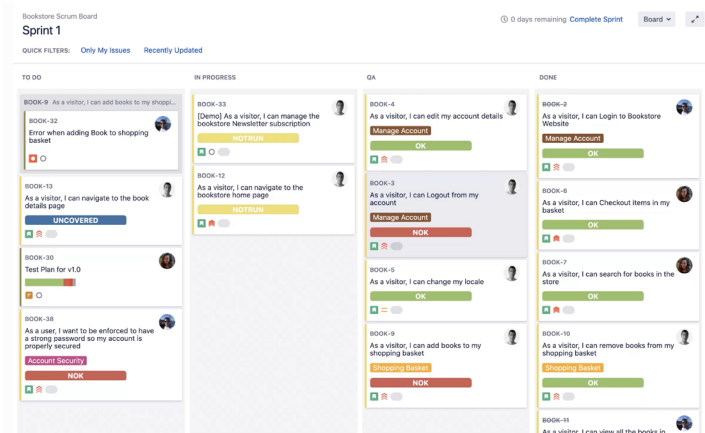 Bookstore Scrum Board
Sprint 1
0 days remaining Complete Sprint
Board
QUICK FILTERS: Only My Issues Recently Updated
TO DO
BOOK-9 As a visitor, I can add books to my shoppi...
BOOK-32
Error when adding Book to shopping
basket
BOOK-13
As a visitor, I can navigate to the book
details page
UNCOVERED
BOOK-30
Test Plan for v1.0
BOOK-38
As a user, I want to be enforced to have
a strong password so my account is
properly secured
Account Security
NOK
IN PROGRESS
BOOK-33
[Demo] As a visitor, I can manage the
bookstore Newsletter subscription
NOTRUN
BOOK-12
As a visitor, I can navigate to the
bookstore home page
NOTRUN
QA
BOOK-4
As a visitor, I can edit my account details
Manage Account
OK
BOOK-3
As a visitor, I can Logout from my
account
Manage Account
NOK
BOOK-5
As a visitor, I can change my locale
OK
BOOK-9
As a visitor, I can add books to my
shopping basket
Shopping Basket
NOK
DONE
BOOK-2
As a visitor, I can Login to Bookstore
Website
Manage Account
OK
BOOK-6
As a visitor, I can Checkout items in my
basket
OK
BOOK-7
As a visitor, I can search for books in the
store
OK
BOOK-10
As a visitor, I can remove books from my
shopping basket
Shopping Basket
OK
BOOK-11
As a visitor, I can view all the books in